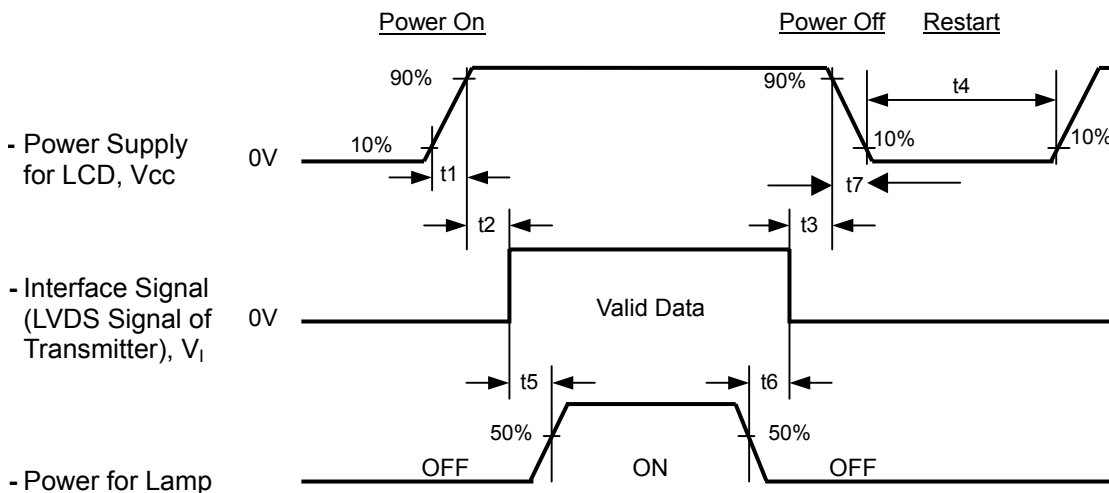 Power On
Power Off
Restart
90%
90%
t4
- Power Supply
for LCD, Vcc
0V
10%
10%
10%
t1
t7
t2
t3
- Interface Signal
(LVDS Signal of
Transmitter), VI
0V
Valid Data
t5
t6
50%
50%
- Power for Lamp
OFF
ON
OFF